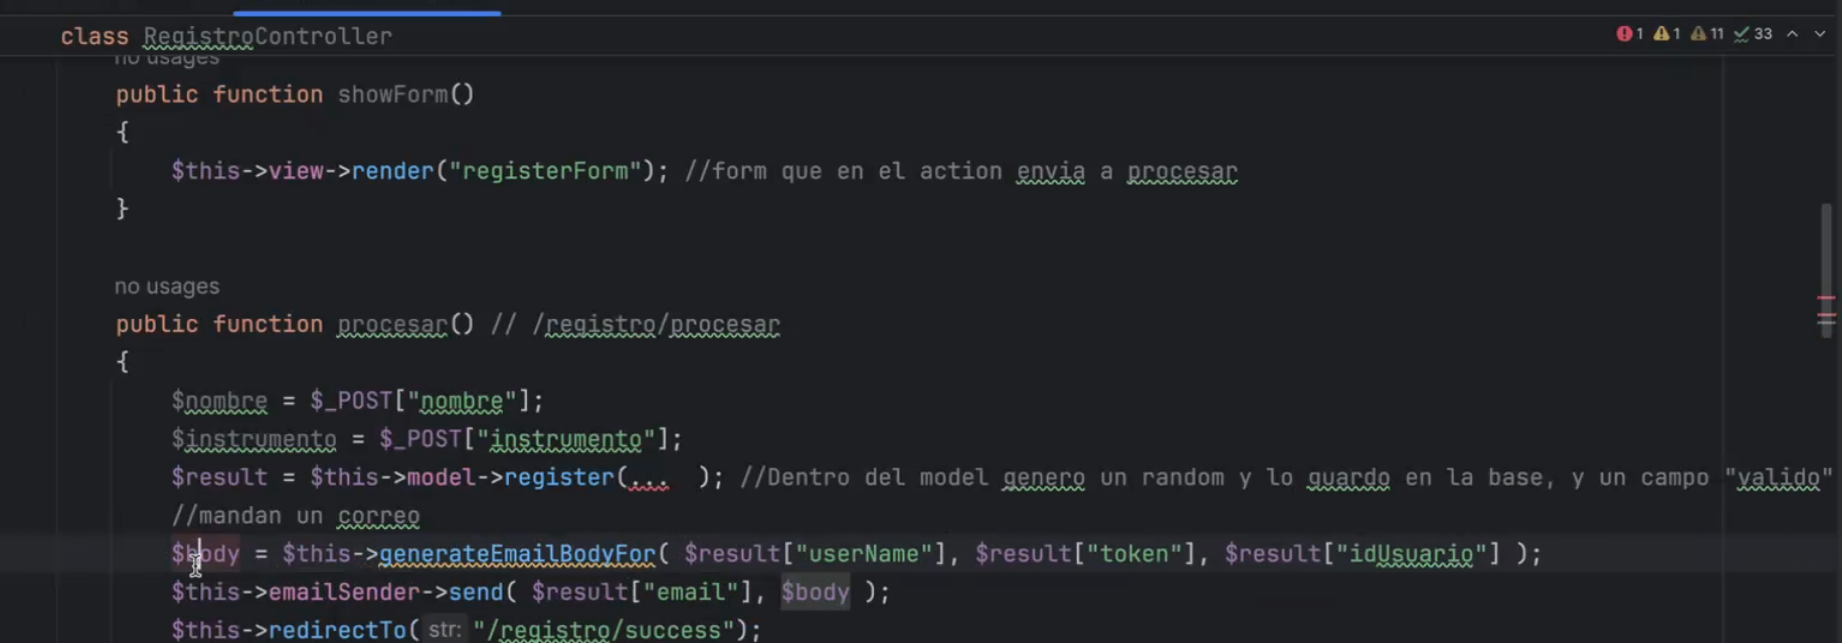 class RegistroController
1 1 11 33
no usages
public function showForm()
{
$this->view->render("registerForm"); //form que en el action envia a procesar
}
no usages
public function procesar() // /registro/procesar
{
$nombre = $_POST["nombre"];
$instrumento = $_POST["instrumento"];
$result = $this->model->register(... ); //Dentro del model genero un random y lo guardo en la base, y un campo "valido"
//mandan un correo
$body = $this->generateEmailBodyFor( $result["userName"], $result["token"], $result["idUsuario"] );
$this->emailSender->send( $result["email"], $body );
$this->redirectTo( str: "/registro/success");